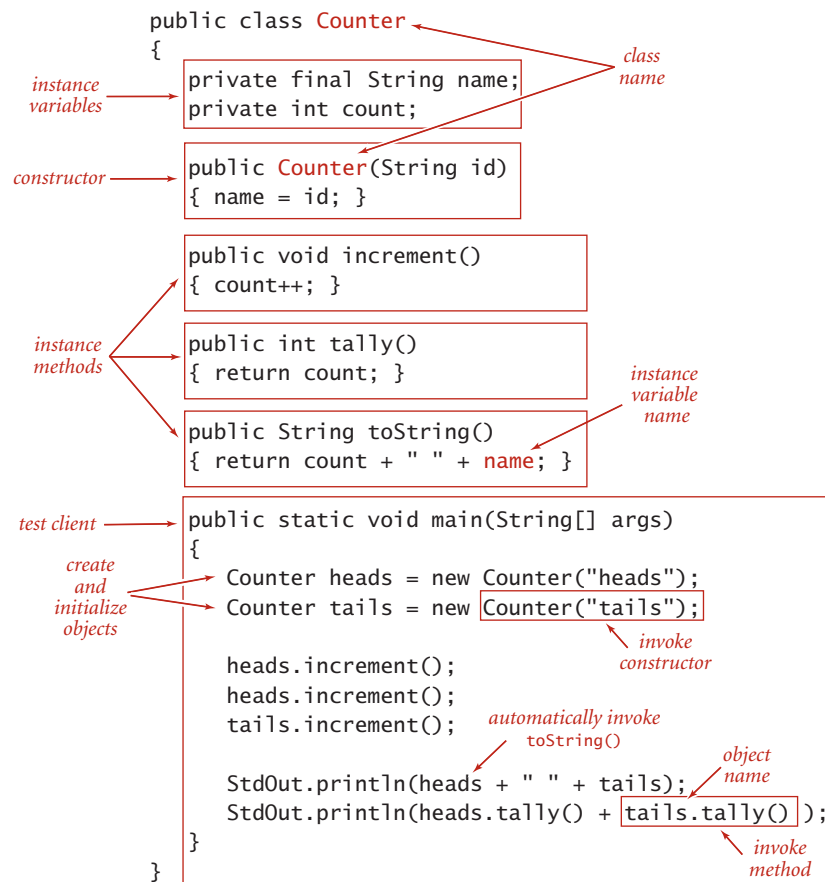 public class Counter
{
class
name
instance
variables
private final String name;
private int count;
constructor
public Counter(String id)
{ name = id; }
public void increment()
{ count++; }
instance
methods
public int tally()
{ return count; }
instance
variable
name
public String toString()
{ return count + " " + name; }
test client
public static void main(String[] args)
{
create
and
initialize
objects
Counter heads = new Counter("heads");
Counter tails = new Counter("tails");
invoke
constructor
heads.increment();
heads.increment();
tails.increment();
automatically invoke
toString()
object
name
StdOut.println(heads + " " + tails);
StdOut.println(heads.tally() + tails.tally() );
invoke
method
}
}